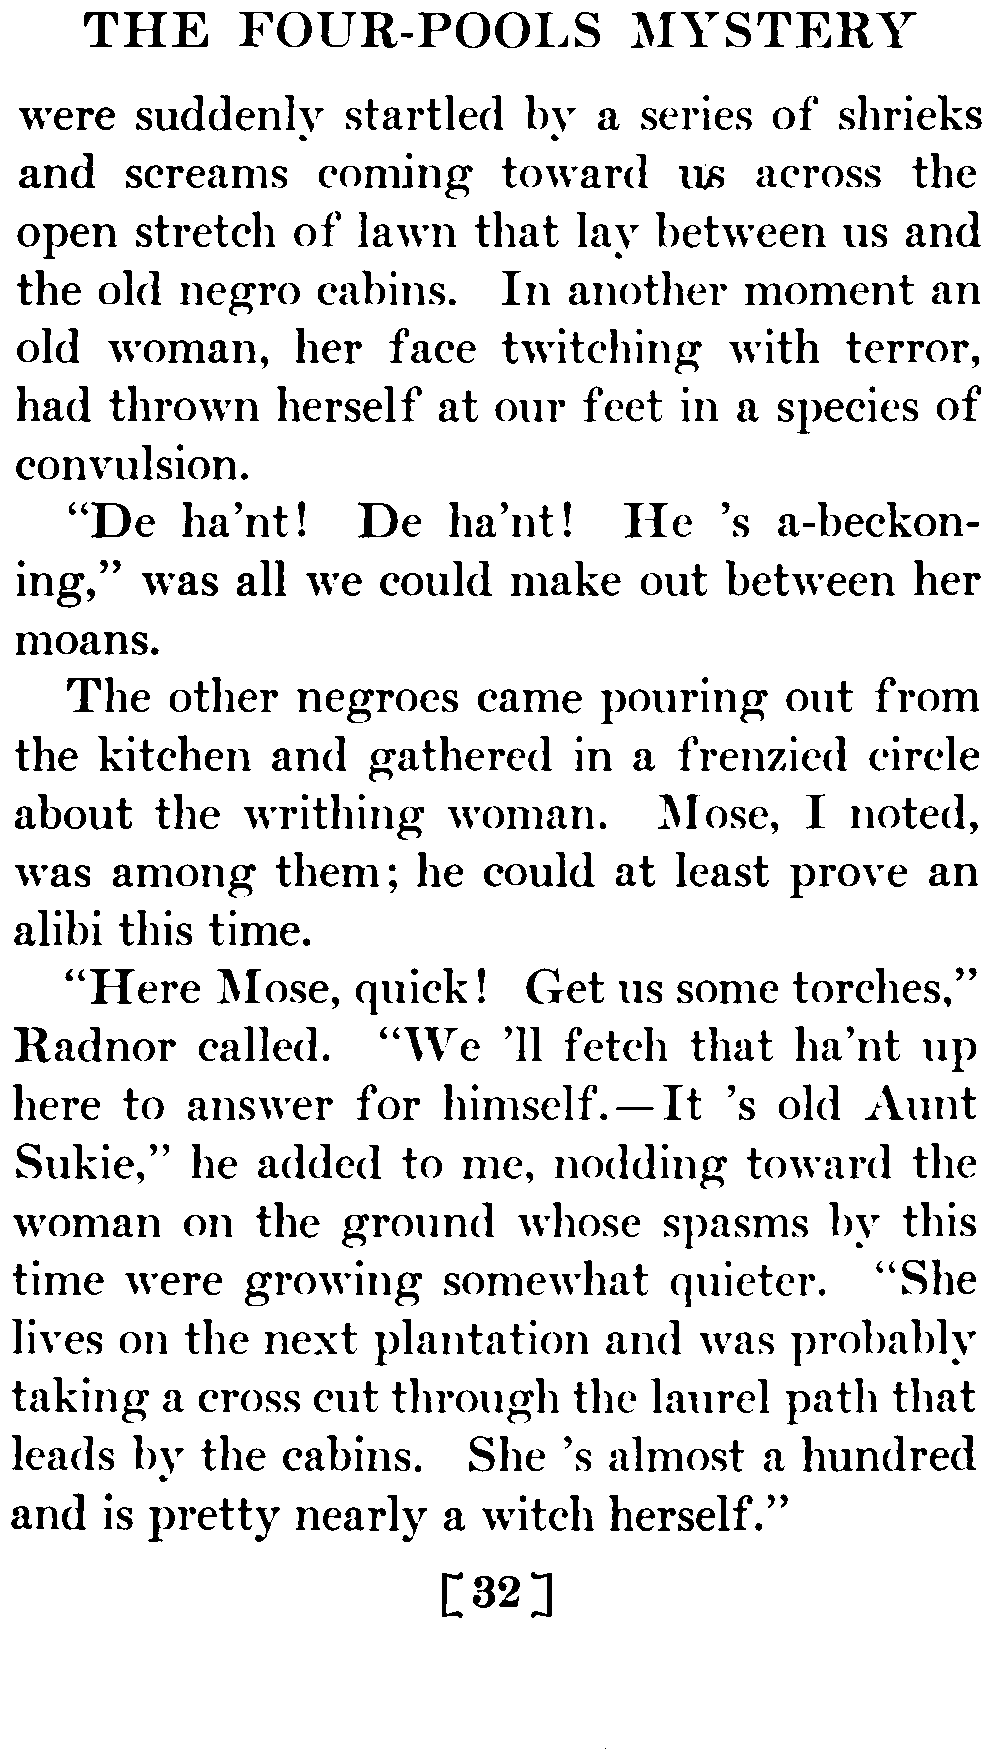 THE FOUR-POOLS MYSTERY
were suddenly startled by a series of shrieks
and screams coming toward us across the
open stretch of lawn that lay between us and
the old negro cabins. In another moment an
old woman, her face twitching with terror,
had thrown herself at our feet in a species of
convulsion.
“De ha’nt! De ha’nt! He ’s a-beckon-
ing,” was all we could make out between her
moans.
The other negroes came pouring out from
the kitchen and gathered in a frenzied circle
about the writhing woman. Mose, I noted,
was among them; he could at least prove an
alibi this time.
“Here Mose, quick! Get us some torches,”
Radnor called. “We ’ll fetch that ha’nt up
here to answer for himself.—It ’s old Aunt
Sukie,” he added to me, nodding toward the
woman on the ground whose spasms by this
time were growing somewhat quieter. “She
lives on the next plantation and was probably
taking a cross cut through the laurel path that
leads by the cabins. She ’s almost a hundred
and is pretty nearly a witch herself.”
[32]